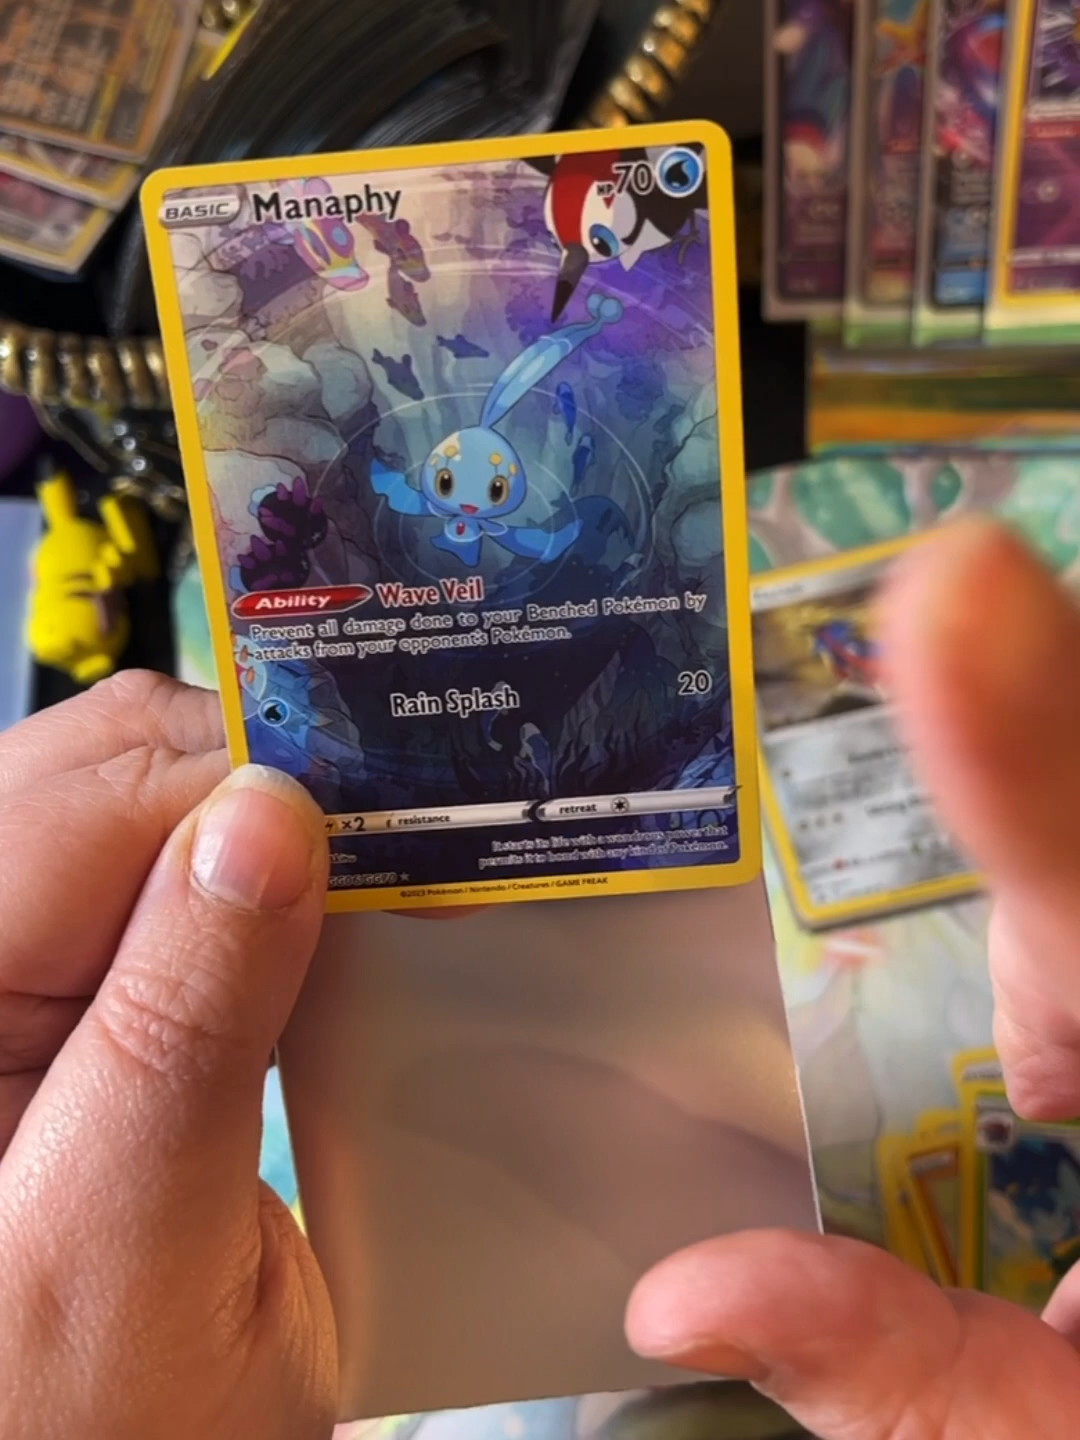 BASIC Manaphy HP 70
Ability Wave Veil
Prevent all damage done to your Benched Pokémon by
attacks from your opponent's Pokémon.
Rain Splash 20
×2 resistance retreat
It starts its life with a wondrous power that
permits it to bond with any kind of Pokémon.
GG06/GG70
©2023 Pokémon / Nintendo / Creatures / GAME FREAK